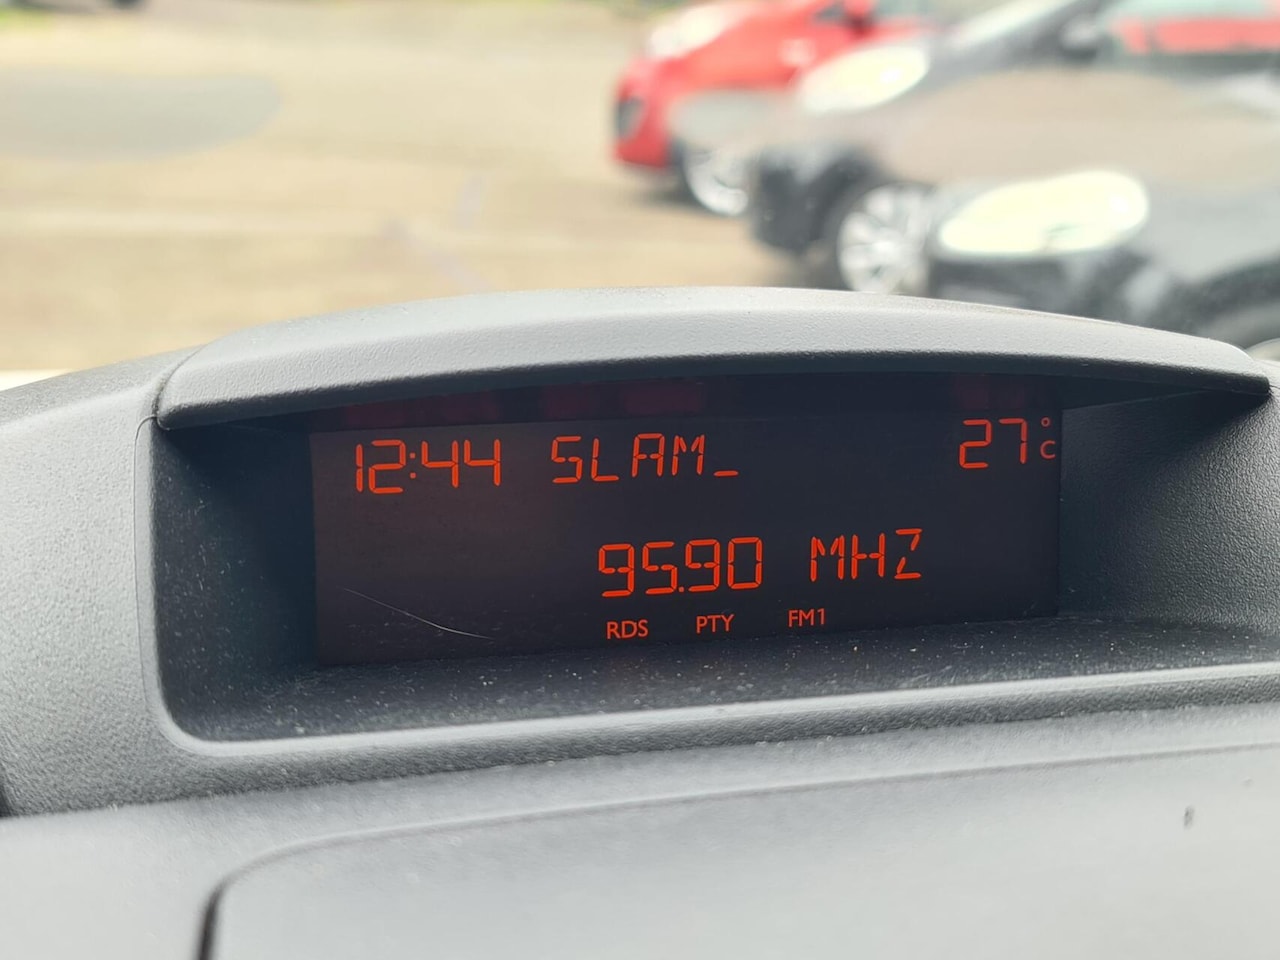 12:44 SLAM_ 27°C
95.90 MHZ
RDS PTY FM1